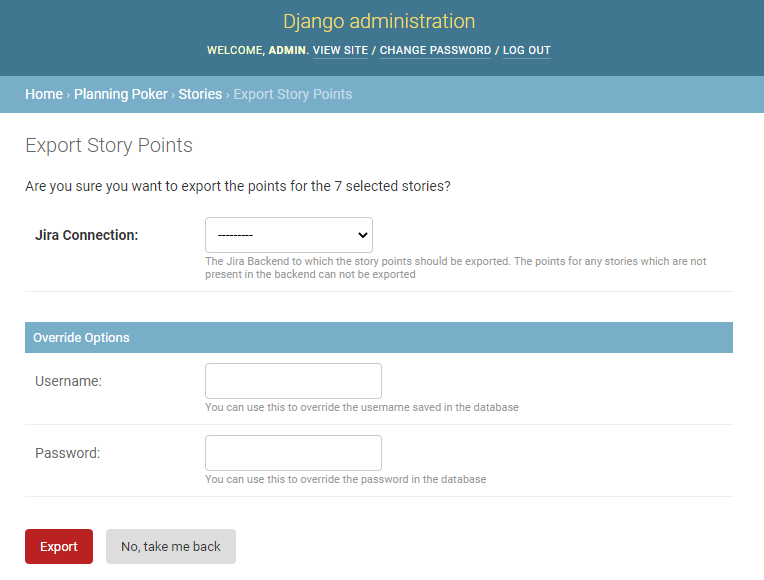 Django administration
WELCOME, ADMIN. VIEW SITE / CHANGE PASSWORD / LOG OUT
Home › Planning Poker › Stories › Export Story Points
Export Story Points
Are you sure you want to export the points for the 7 selected stories?
Jira Connection:
---------
The Jira Backend to which the story points should be exported. The points for any stories which are not
present in the backend can not be exported
Override Options
Username:
You can use this to override the username saved in the database
Password:
You can use this to override the password in the database
Export
No, take me back